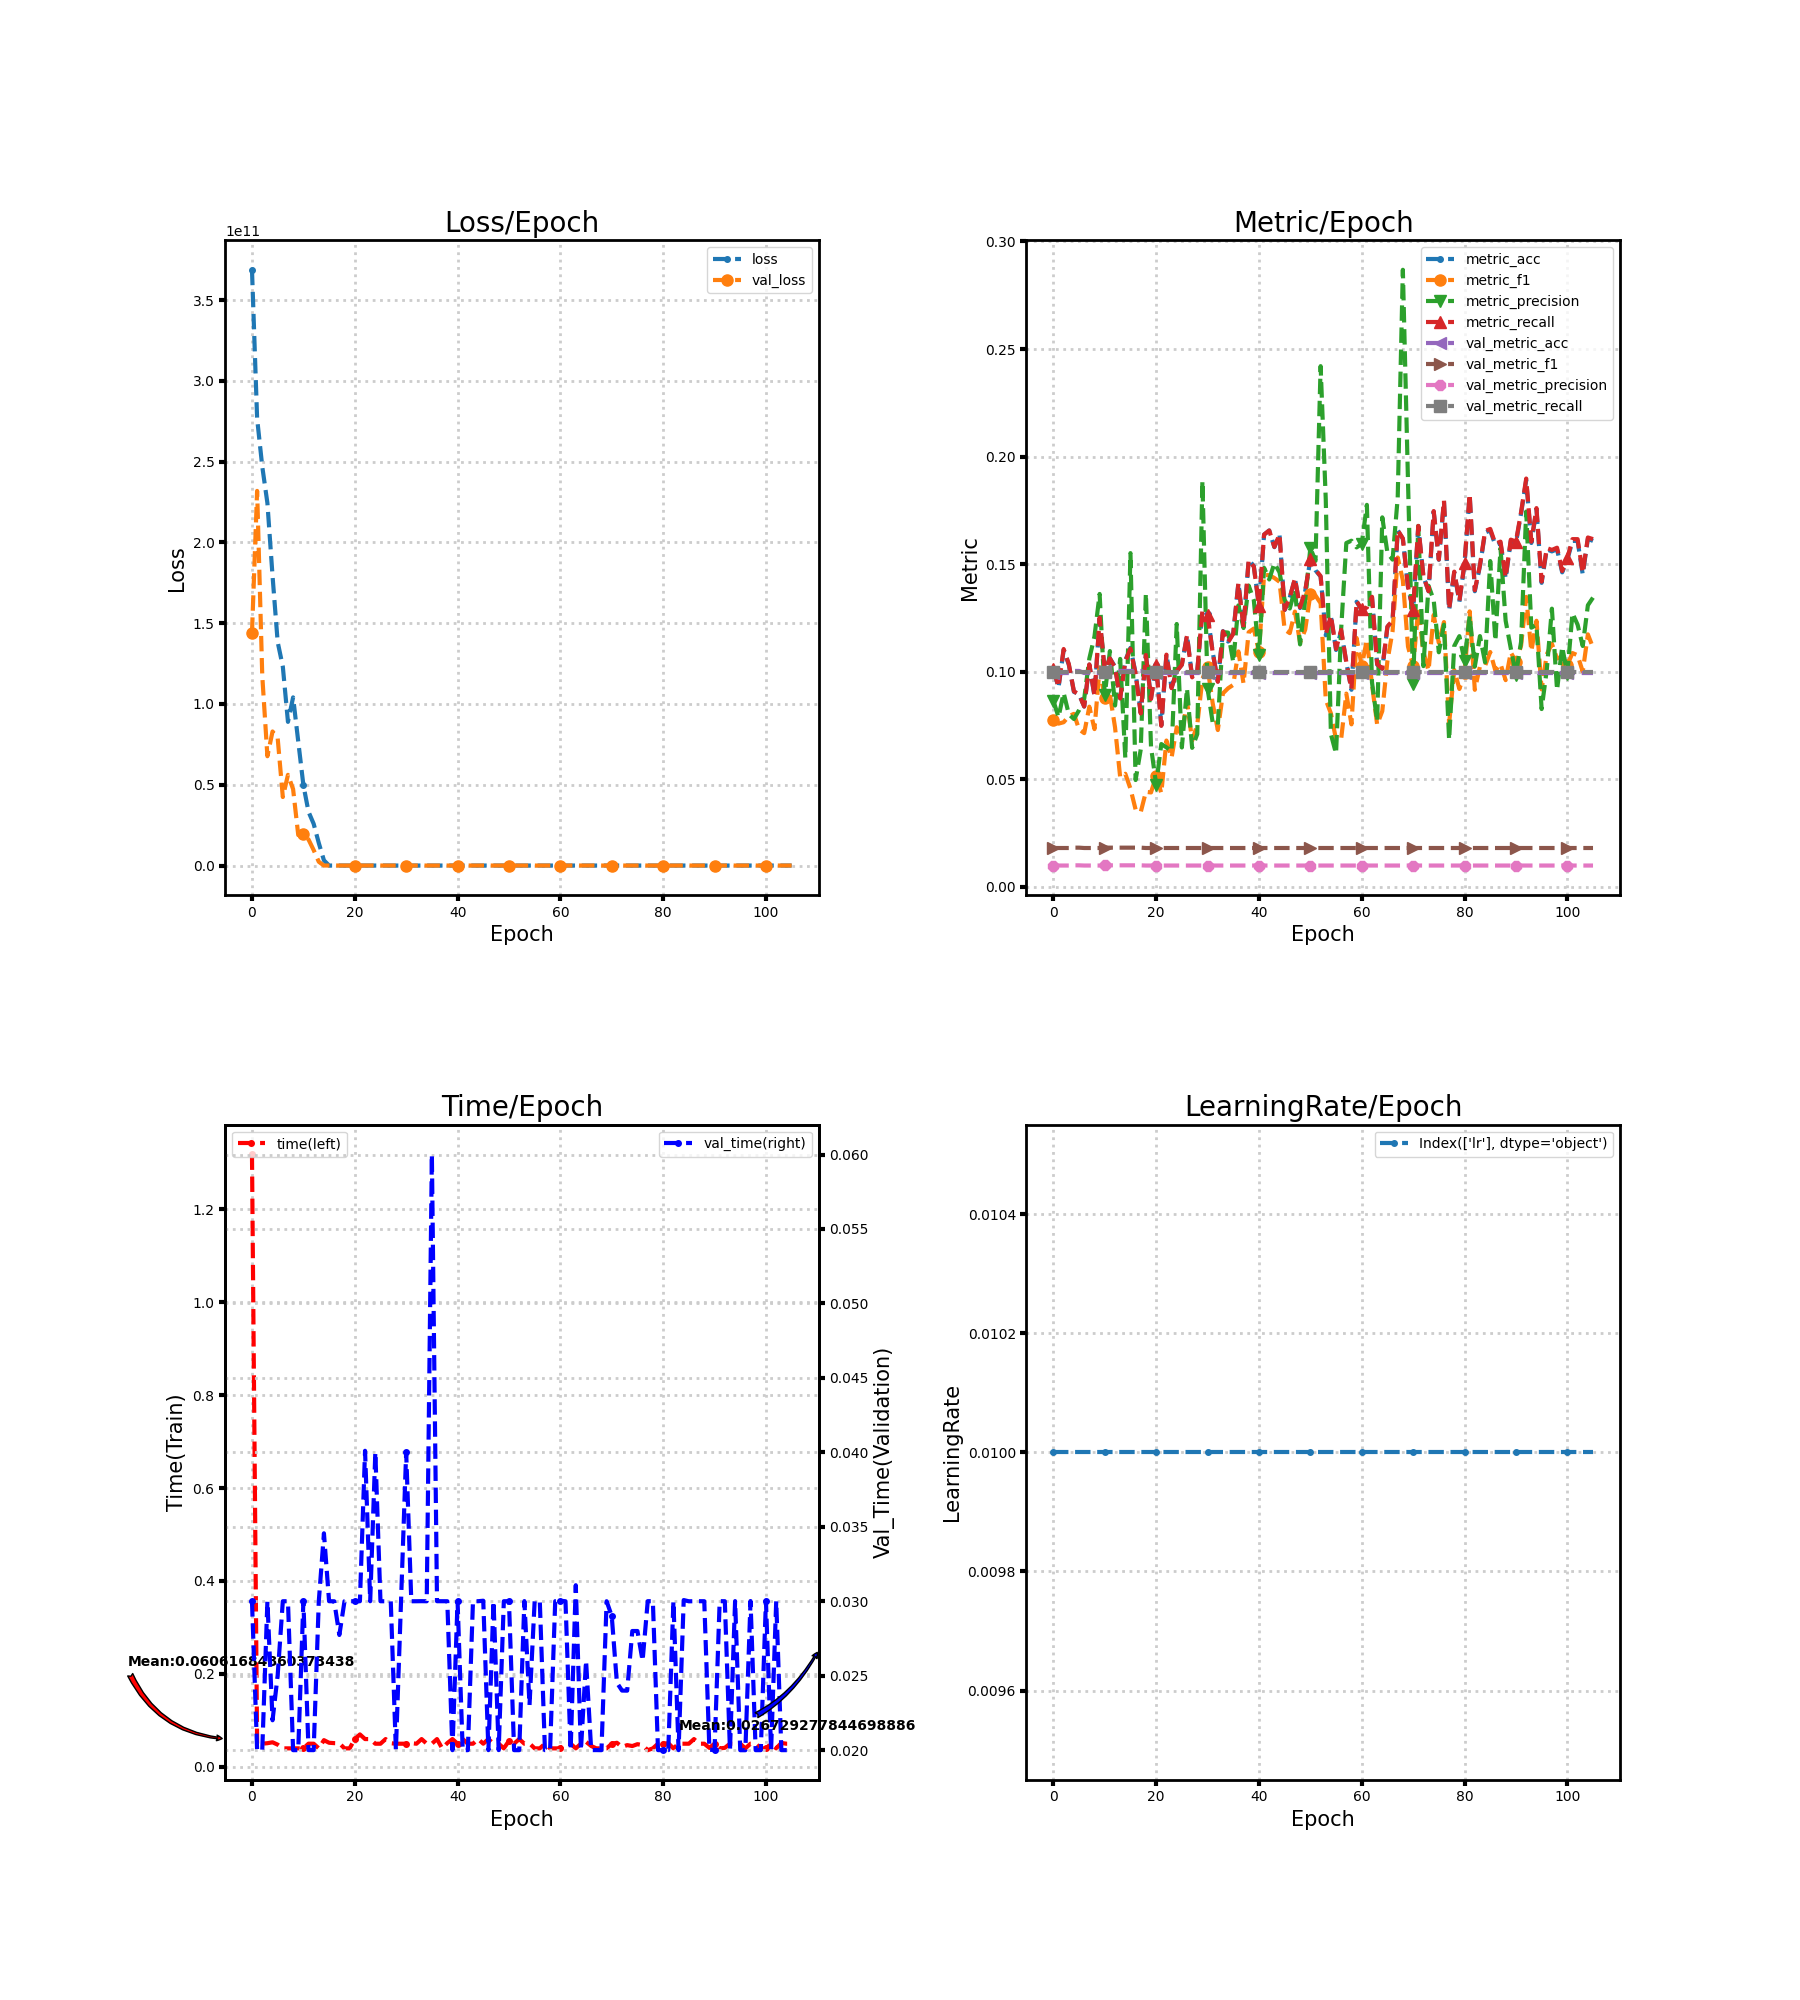 Loss/Epoch
1e11
Loss
3.5
3.0
2.5
2.0
1.5
1.0
0.5
0.0
loss
val_loss
0 20 40 60 80 100
Epoch
Metric/Epoch
Metric
0.30
0.25
0.20
0.15
0.10
0.05
0.00
metric_acc
metric_f1
metric_precision
metric_recall
val_metric_acc
val_metric_f1
val_metric_precision
val_metric_recall
0 20 40 60 80 100
Epoch
Time/Epoch
Time(Train)
1.2
1.0
0.8
0.6
0.4
0.2
0.0
time(left)
val_time(right)
Mean:0.06061684360373438
Mean:0.026729277844698886
0.060
0.055
0.050
0.045
0.040
0.035
0.030
0.025
0.020
Val_Time(Validation)
0 20 40 60 80 100
Epoch
LearningRate/Epoch
LearningRate
0.0104
0.0102
0.0100
0.0098
0.0096
Index(['lr'], dtype='object')
0 20 40 60 80 100
Epoch